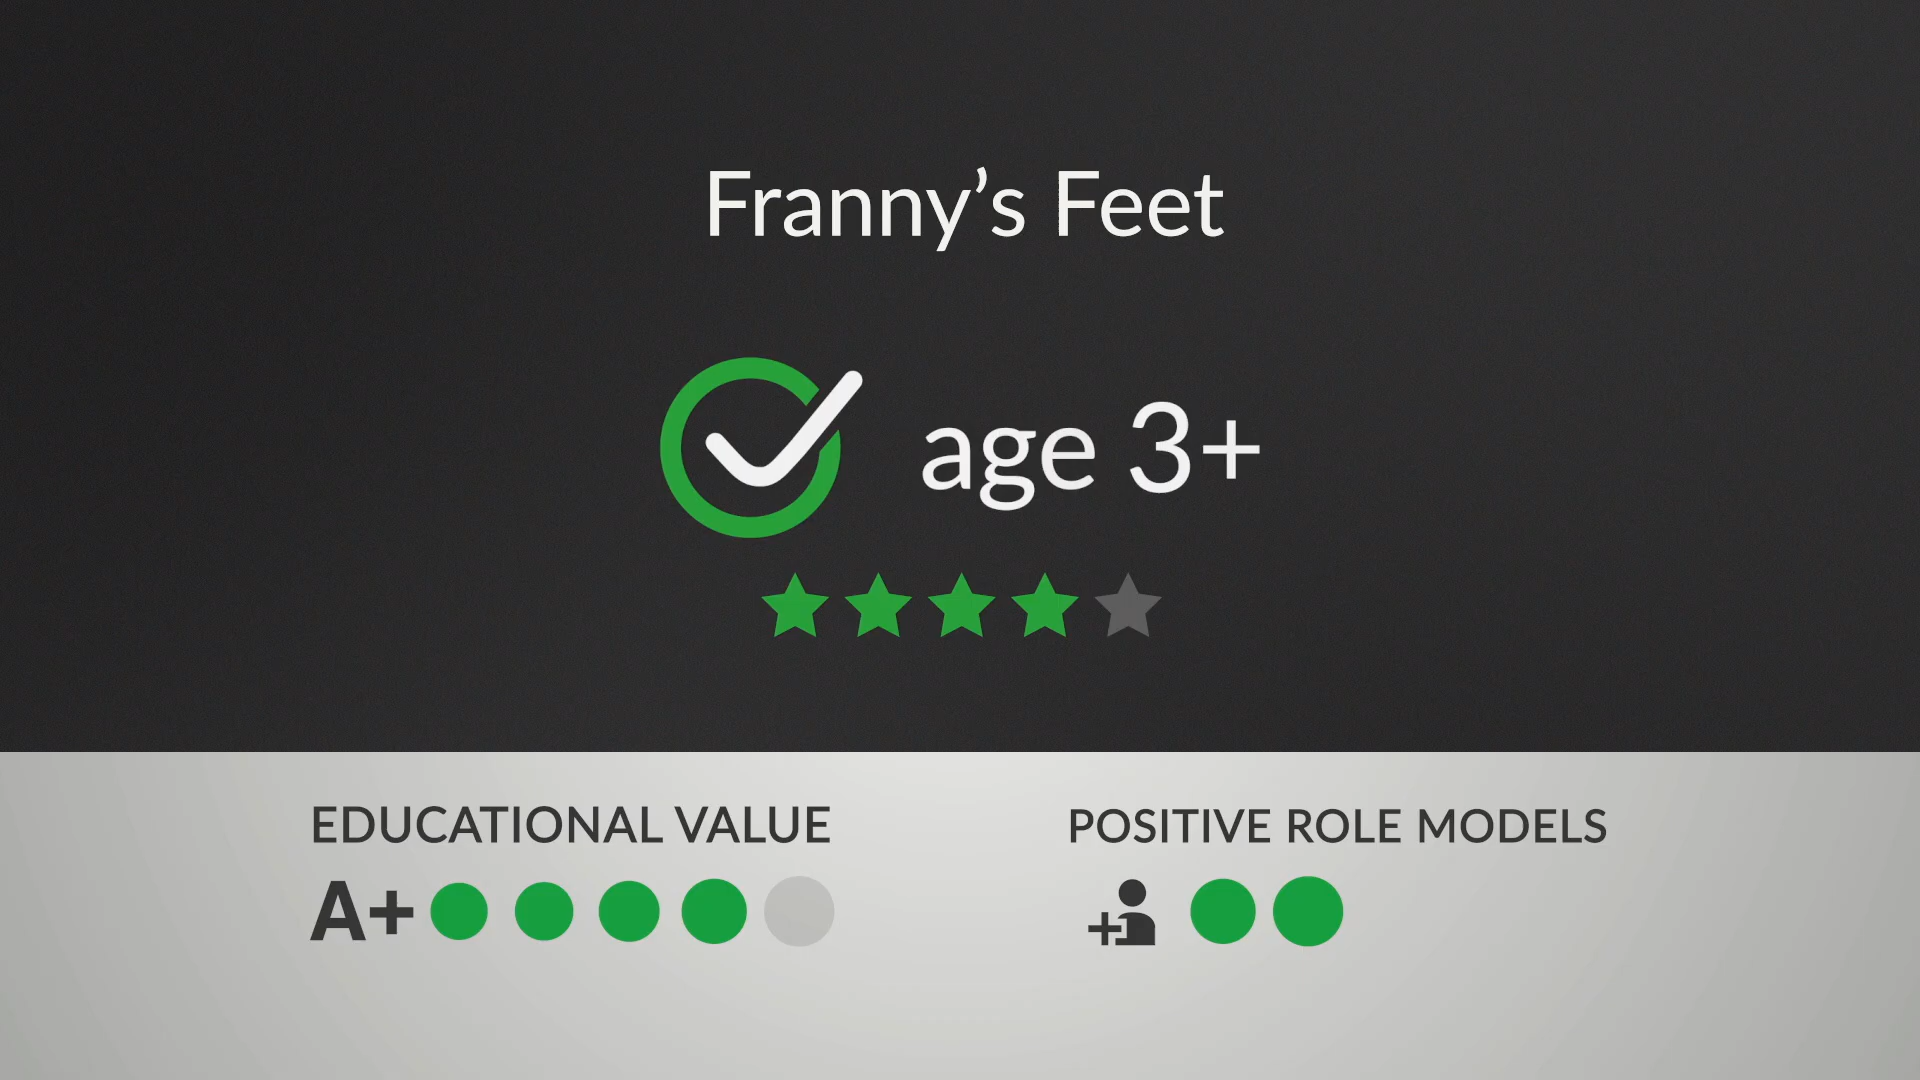 Franny’s Feet
age 3+
EDUCATIONAL VALUE
A+
POSITIVE ROLE MODELS